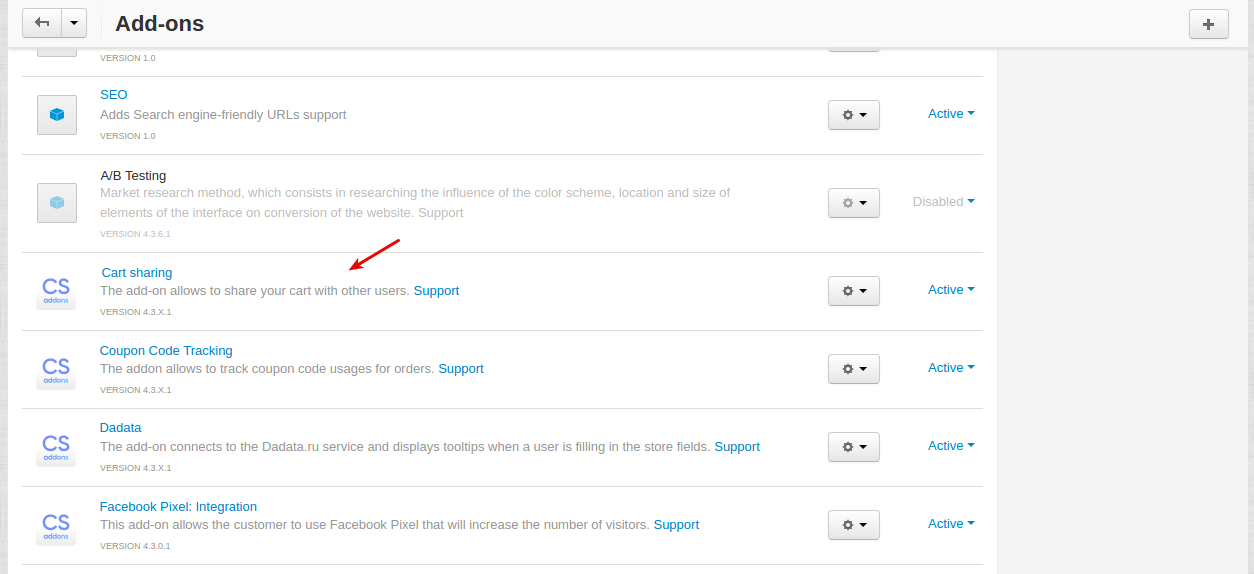 Add-ons
VERSION 1.0
SEO
Adds Search engine-friendly URLs support
VERSION 1.0
Active
A/B Testing
Market research method, which consists in researching the influence of the color scheme, location and size of
elements of the interface on conversion of the website. Support
VERSION 4.3.6.1
Disabled
CS
addons
Cart sharing
The add-on allows to share your cart with other users. Support
VERSION 4.3.X.1
Active
CS
addons
Coupon Code Tracking
The addon allows to track coupon code usages for orders. Support
VERSION 4.3.X.1
Active
CS
addons
Dadata
The add-on connects to the Dadata.ru service and displays tooltips when a user is filling in the store fields. Support
VERSION 4.3.X.1
Active
CS
addons
Facebook Pixel: Integration
This add-on allows the customer to use Facebook Pixel that will increase the number of visitors. Support
VERSION 4.3.0.1
Active